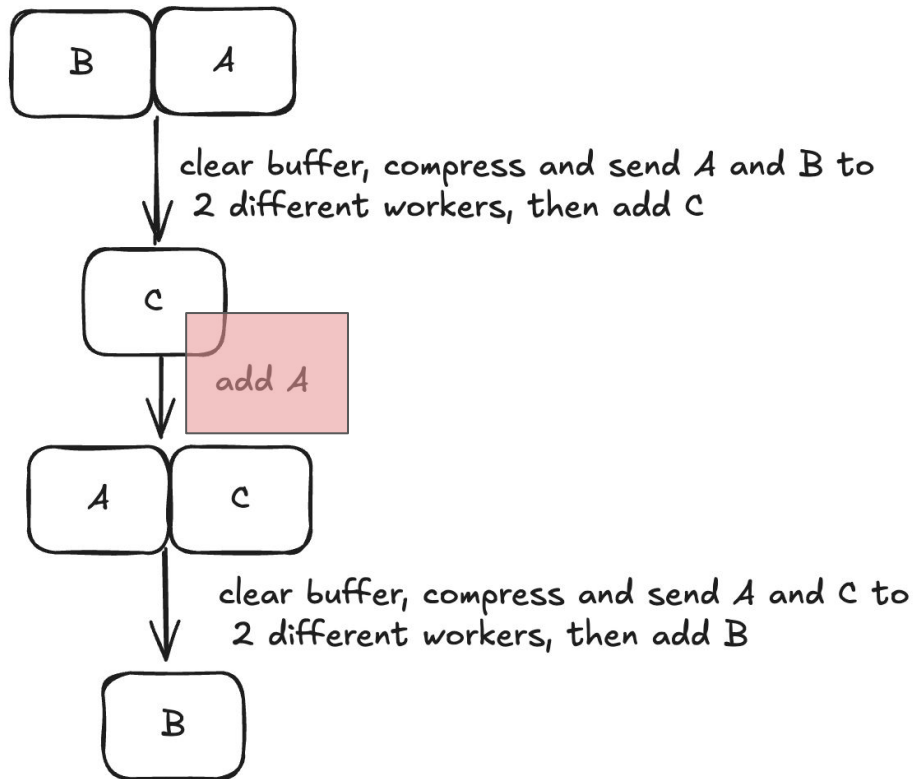 B
A
clear buffer, compress and send A and B to
2 different workers, then add C
C
add A
A
C
clear buffer, compress and send A and C to
2 different workers, then add B
B